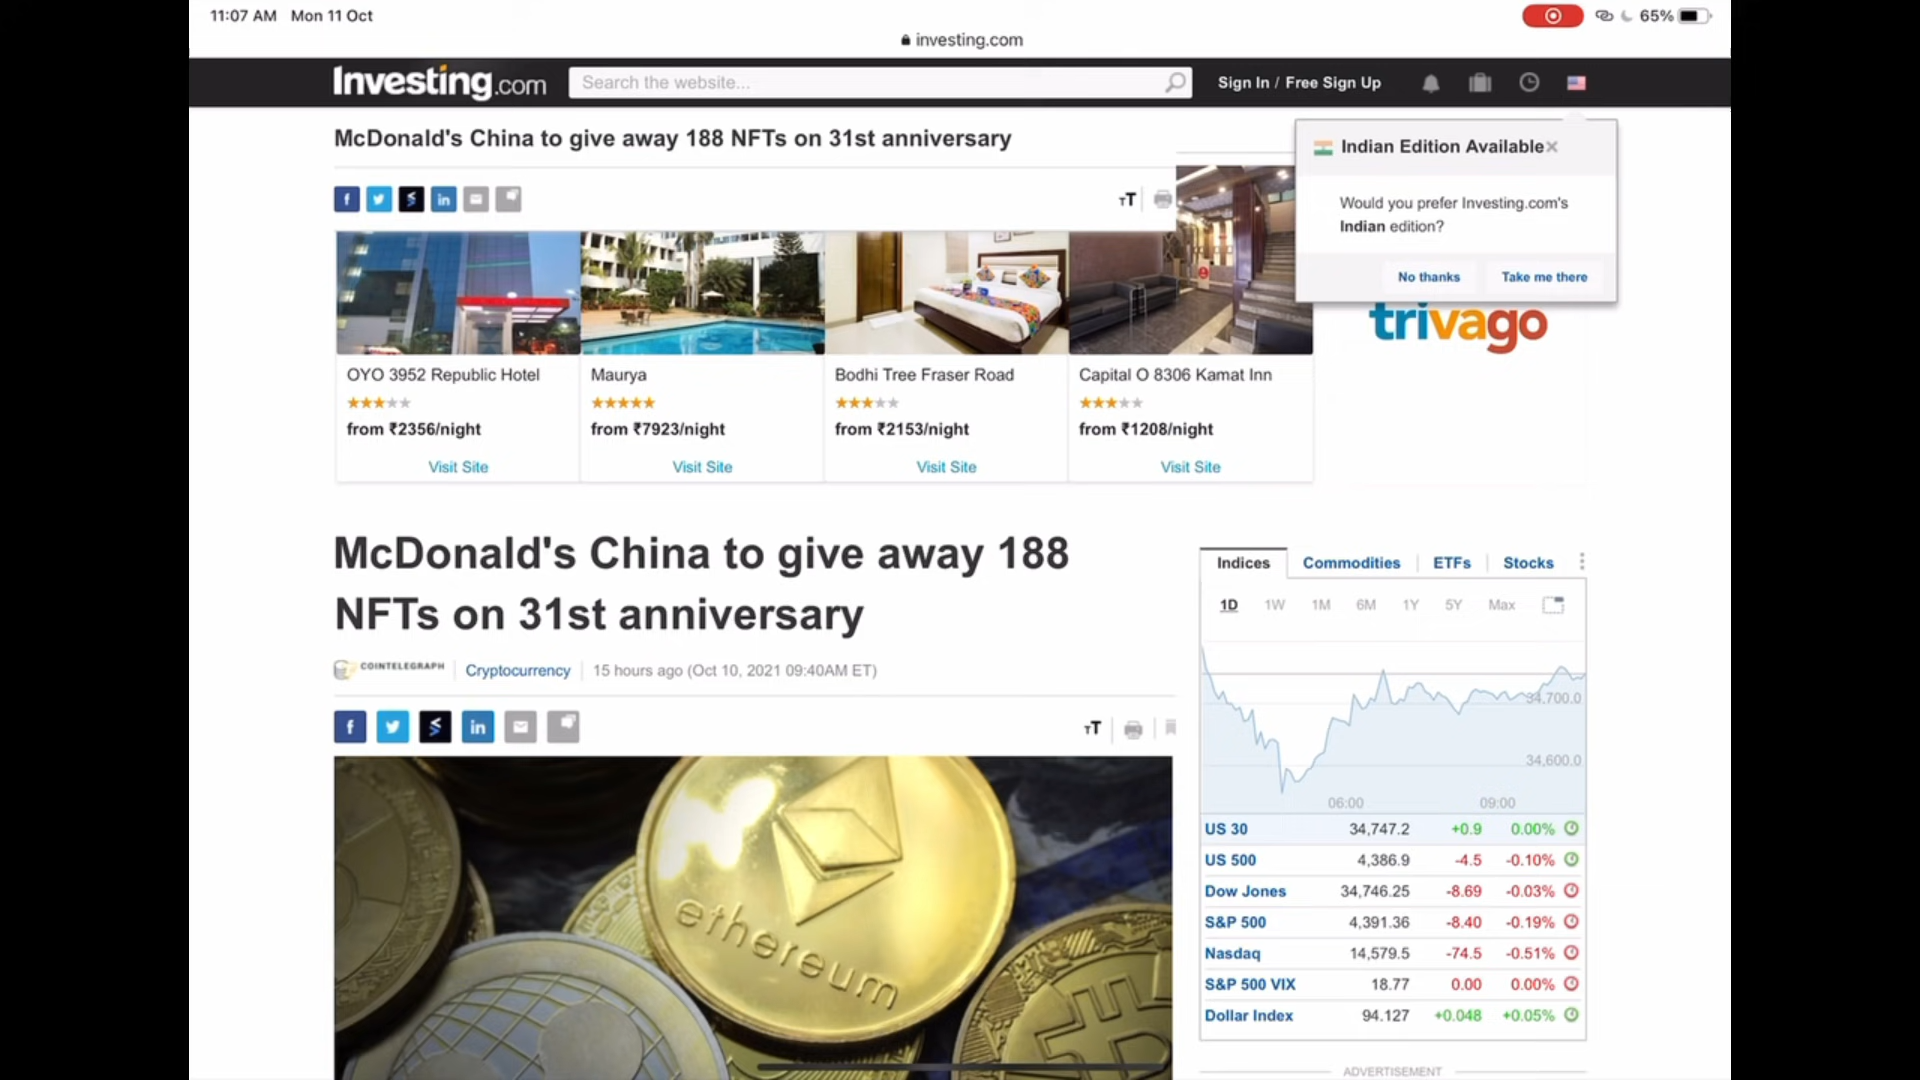 11:07 AM Mon 11 Oct
65%
investing.com
Investing.com
Search the website...
Sign In / Free Sign Up
McDonald's China to give away 188 NFTs on 31st anniversary
Indian Edition Available
Would you prefer Investing.com's
Indian edition?
No thanks
Take me there
trivago
OYO 3952 Republic Hotel
from ₹2356/night
Visit Site
Maurya
from ₹7923/night
Visit Site
Bodhi Tree Fraser Road
from ₹2153/night
Visit Site
Capital O 8306 Kamat Inn
from ₹1208/night
Visit Site
McDonald's China to give away 188
NFTs on 31st anniversary
COINTELEGRAPH
Cryptocurrency
15 hours ago (Oct 10, 2021 09:40AM ET)
ethereum
Indices Commodities ETFs Stocks
1D 1W 1M 6M 1Y 5Y Max
34,700.0
34,600.0
06:00 09:00
US 30 34,747.2 +0.9 0.00%
US 500 4,386.9 -4.5 -0.10%
Dow Jones 34,746.25 -8.69 -0.03%
S&P 500 4,391.36 -8.40 -0.19%
Nasdaq 14,579.5 -74.5 -0.51%
S&P 500 VIX 18.77 0.00 0.00%
Dollar Index 94.127 +0.048 +0.05%
ADVERTISEMENT